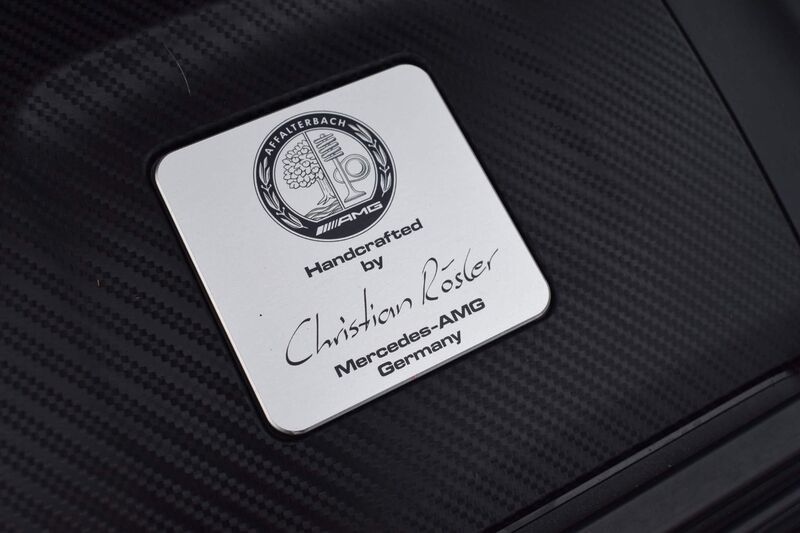 AFFALTERBACH
AMG
Handcrafted
by
Christian Rösler
Mercedes-AMG
Germany